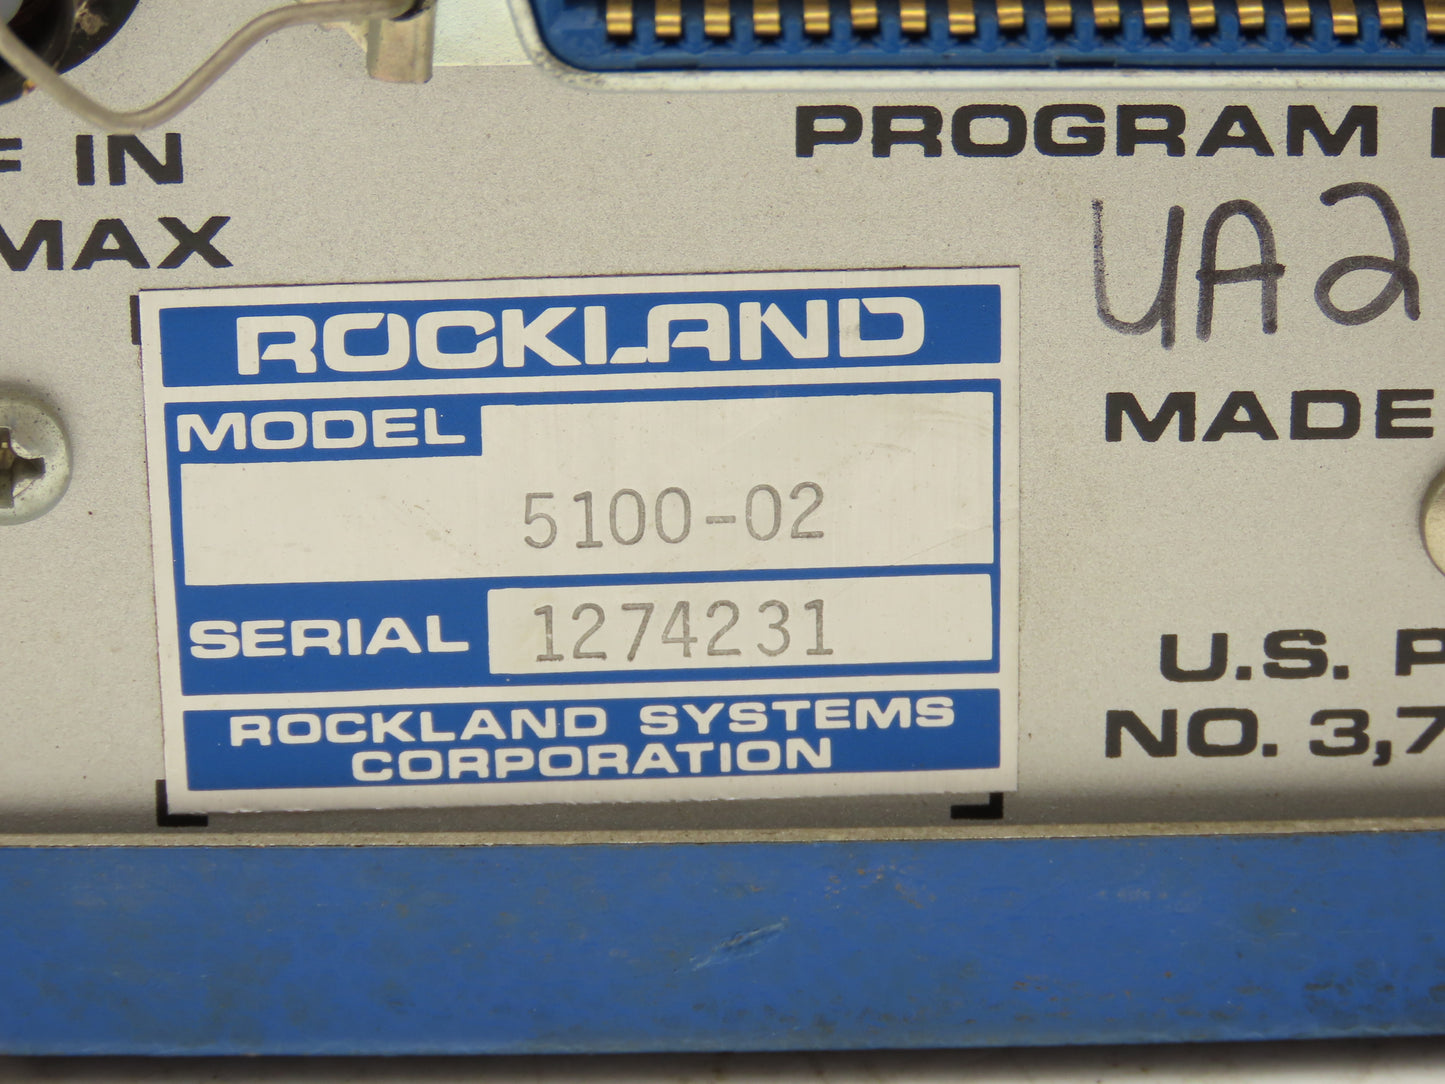 PROGRAM
IN
MAX
UA2
ROCKLAND
MODEL
MADE
5100-02
SERIAL 1274231
U.S.
NO. 3,7
ROCKLAND SYSTEMS
CORPORATION